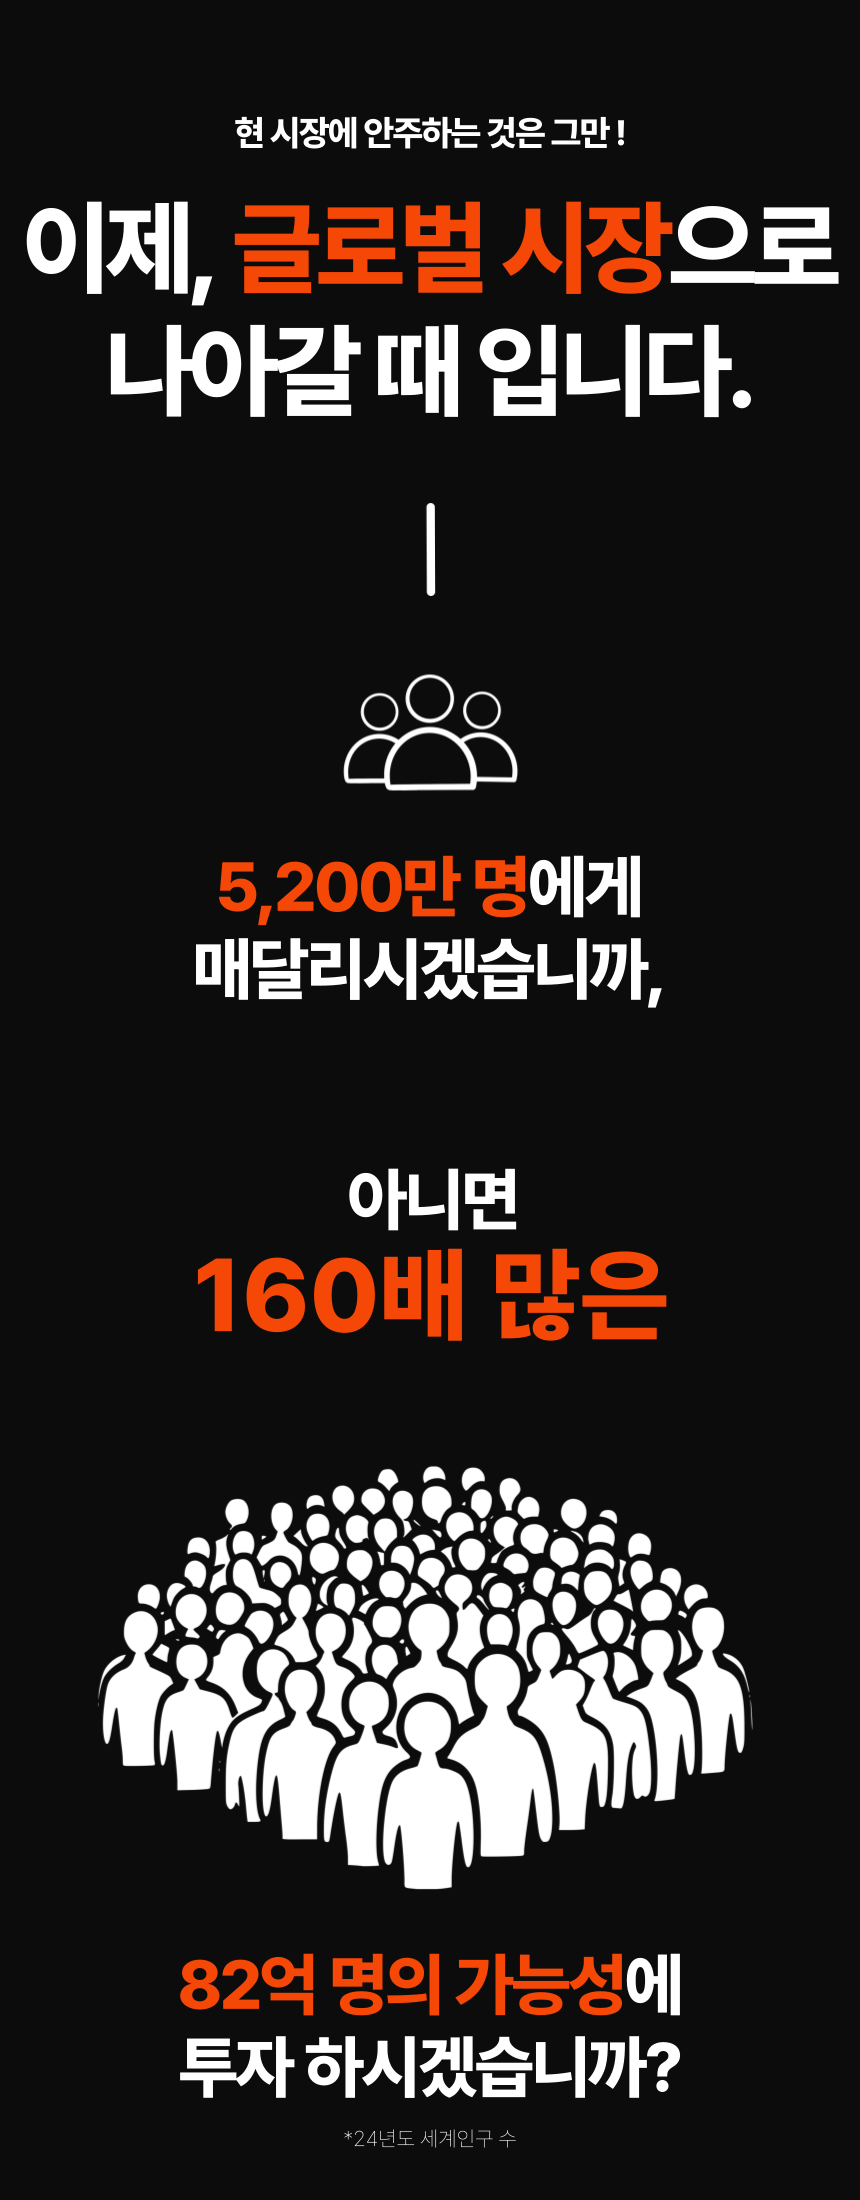 현 시장에 안주하는 것은 그만 !
이제, 글로벌 시장으로
나아갈 때 입니다.
5,200만 명에게
매달리시겠습니까,
아니면
160배 많은
82억 명의 가능성에
투자 하시겠습니까?
*24년도 세계인구 수